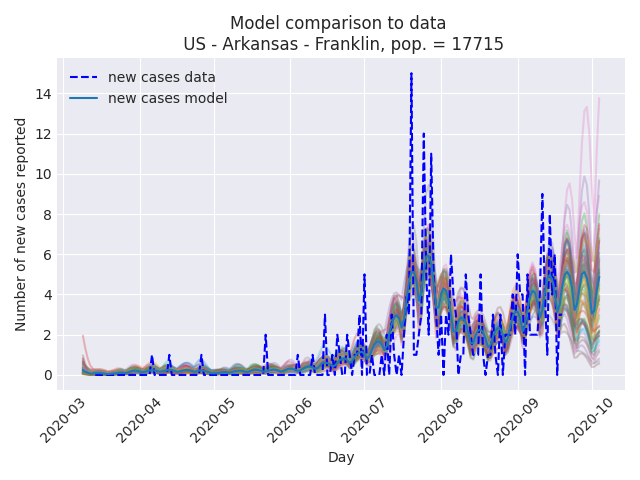 Model comparison to data
US - Arkansas - Franklin, pop. = 17715
new cases data
new cases model
Number of new cases reported
14
12
10
8
6
4
2
0
2020-03
2020-04
2020-05
2020-06
2020-07
2020-08
2020-09
2020-10
Day